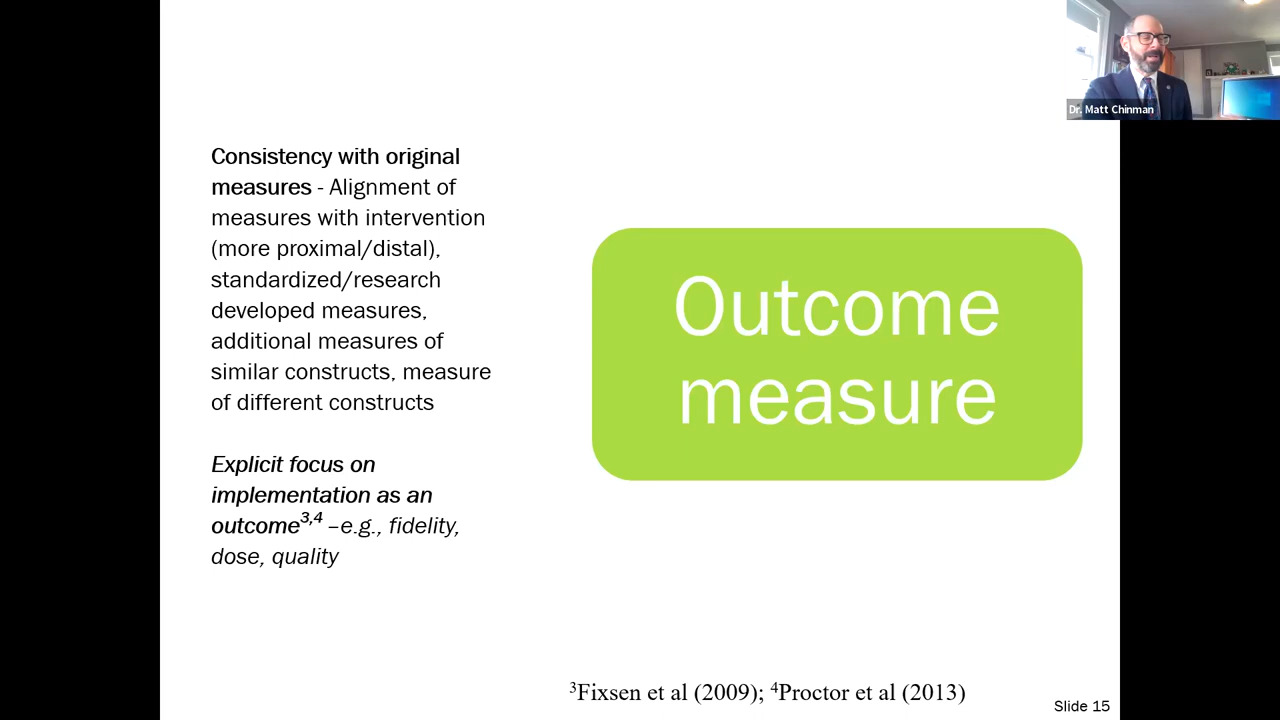 Dr. Matt Chinman
Consistency with original
measures - Alignment of
measures with intervention
(more proximal/distal),
standardized/research
developed measures,
additional measures of
similar constructs, measure
of different constructs
Explicit focus on
implementation as an
outcome3,4 –e.g., fidelity,
dose, quality
Outcome
measure
3Fixsen et al (2009); 4Proctor et al (2013)
Slide 15